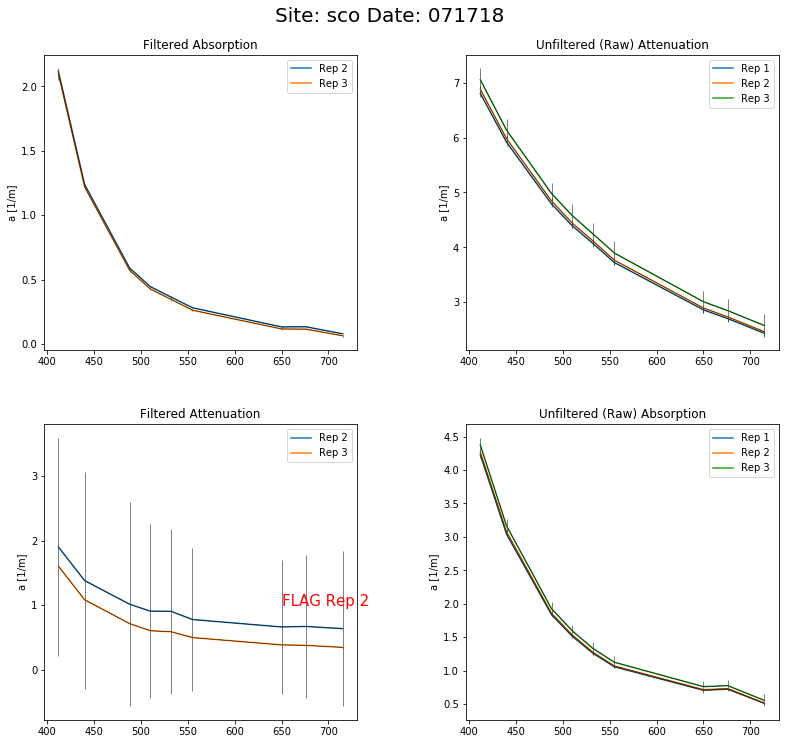 Site: sco Date: 071718
Filtered Absorption
a [1/m]
2.0
1.5
1.0
0.5
0.0
400 450 500 550 600 650 700
Rep 2
Rep 3
Unfiltered (Raw) Attenuation
a [1/m]
7
6
5
4
3
400 450 500 550 600 650 700
Rep 1
Rep 2
Rep 3
Filtered Attenuation
a [1/m]
3
2
1
0
400 450 500 550 600 650 700
Rep 2
Rep 3
FLAG Rep 2
Unfiltered (Raw) Absorption
a [1/m]
4.5
4.0
3.5
3.0
2.5
2.0
1.5
1.0
0.5
400 450 500 550 600 650 700
Rep 1
Rep 2
Rep 3